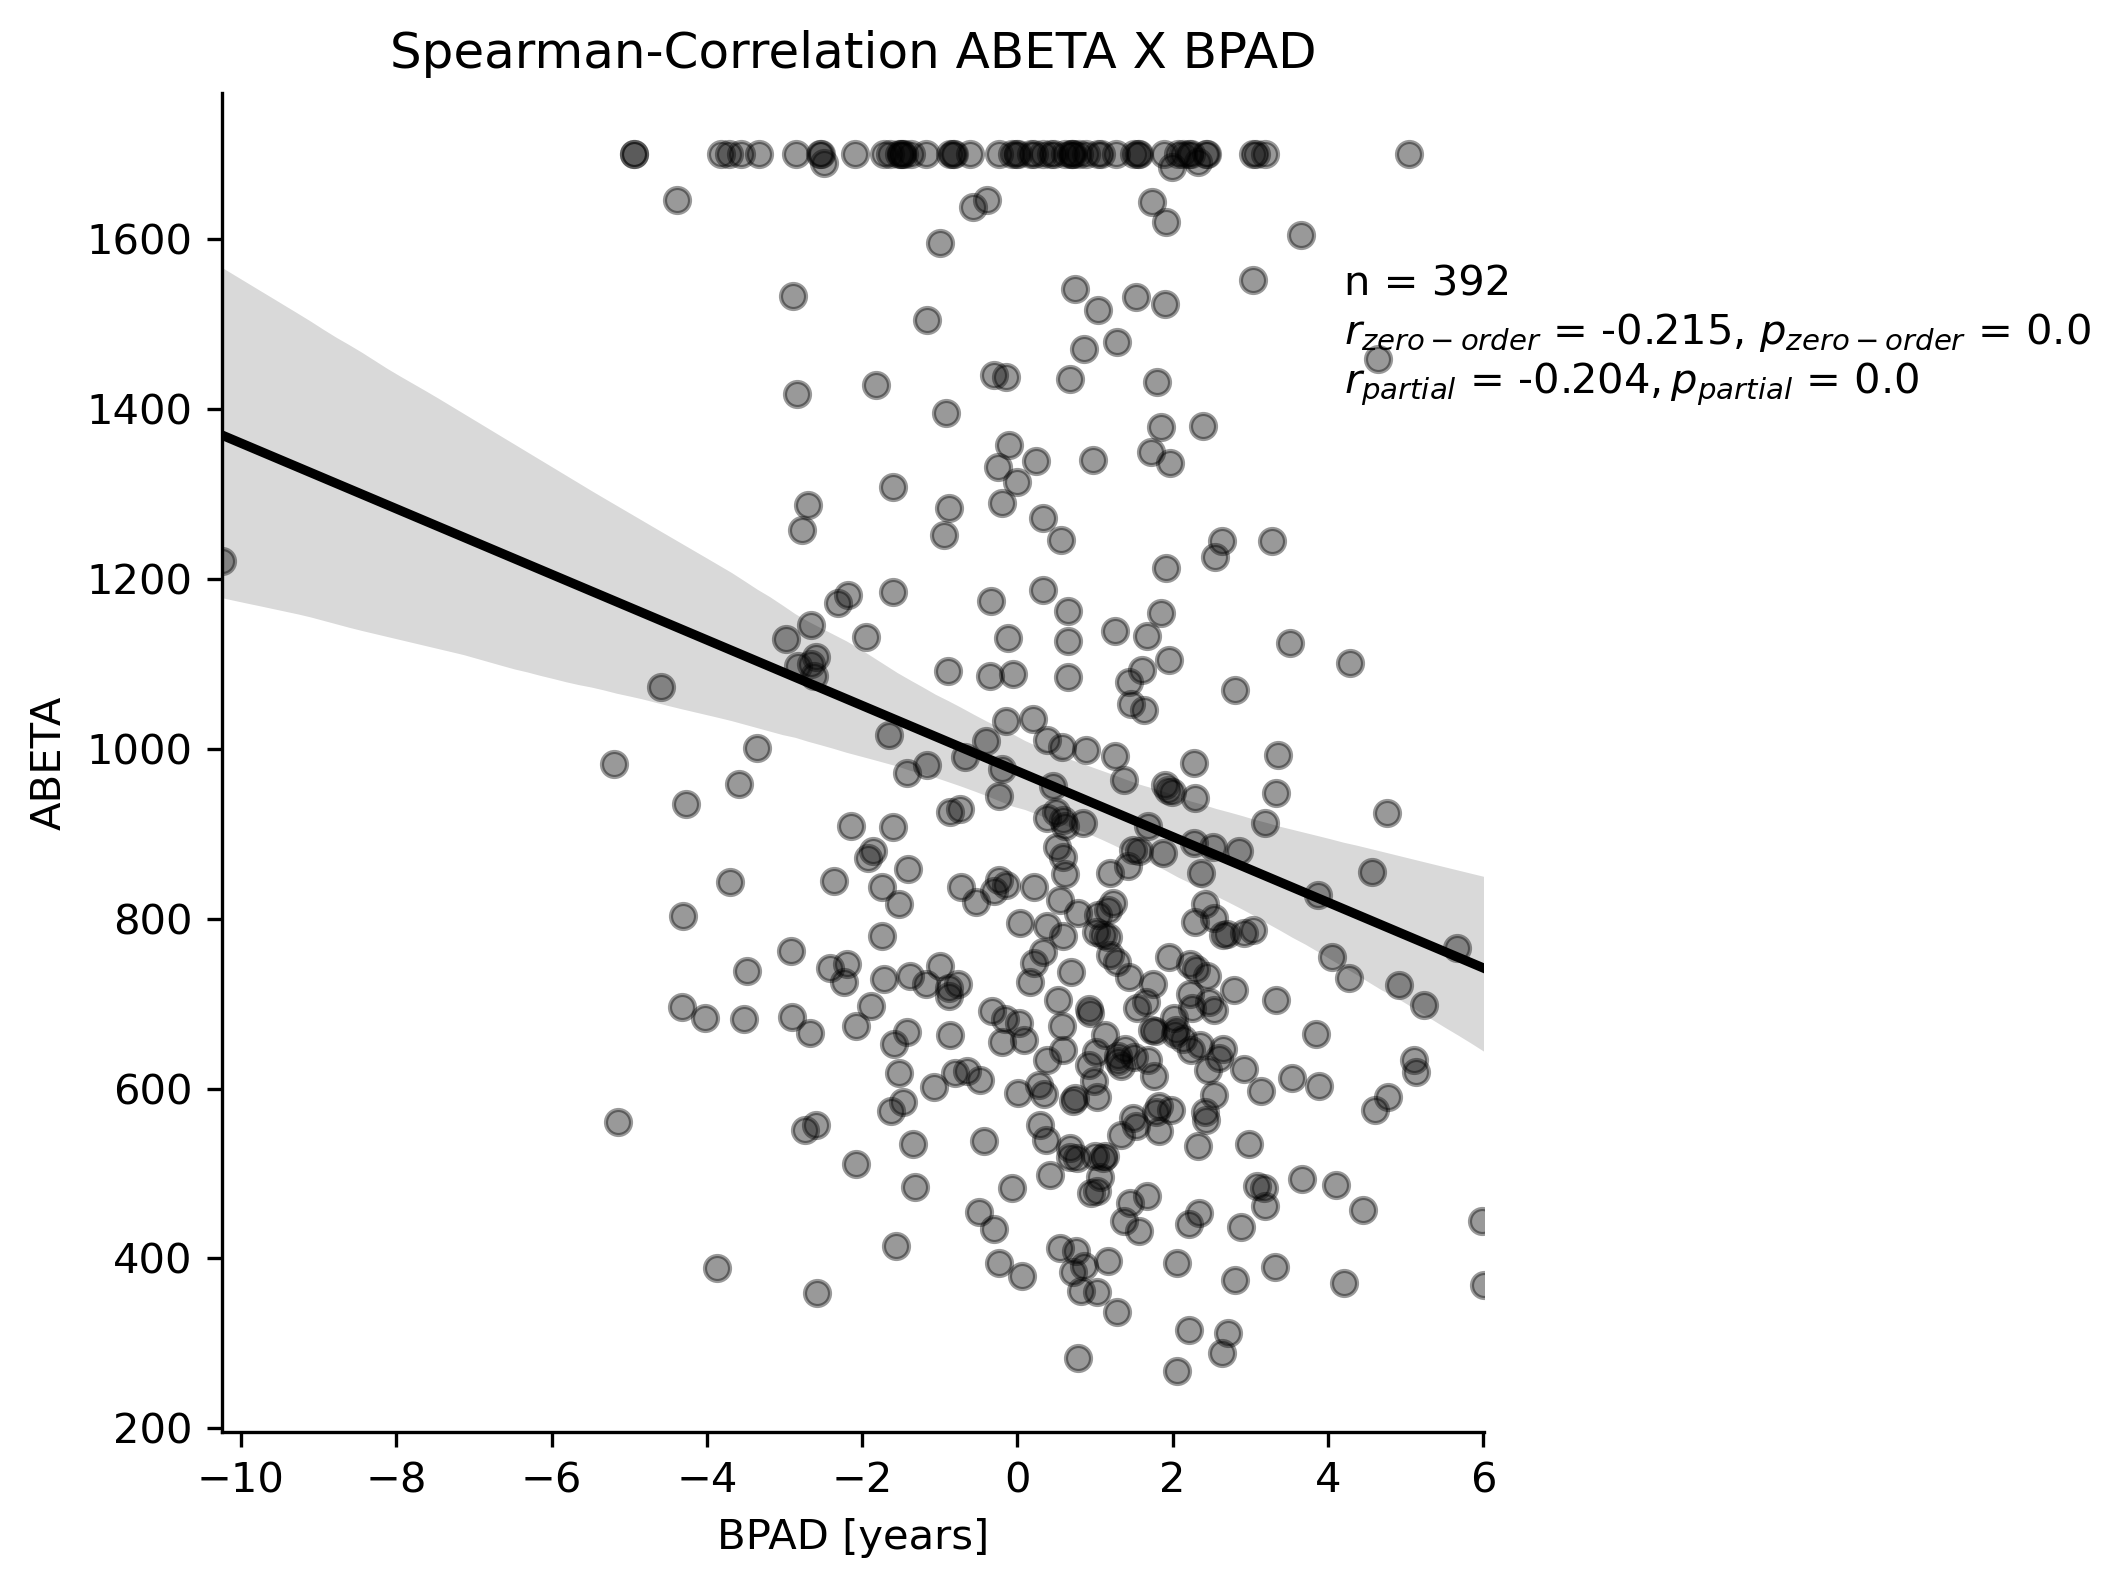 Spearman-Correlation ABETA X BPAD
n = 392
r_zero−order = -0.215, p_zero−order = 0.0
r_partial = -0.204, p_partial = 0.0
ABETA
1600
1400
1200
1000
800
600
400
200
−10 −8 −6 −4 −2 0 2 4 6
BPAD [years]